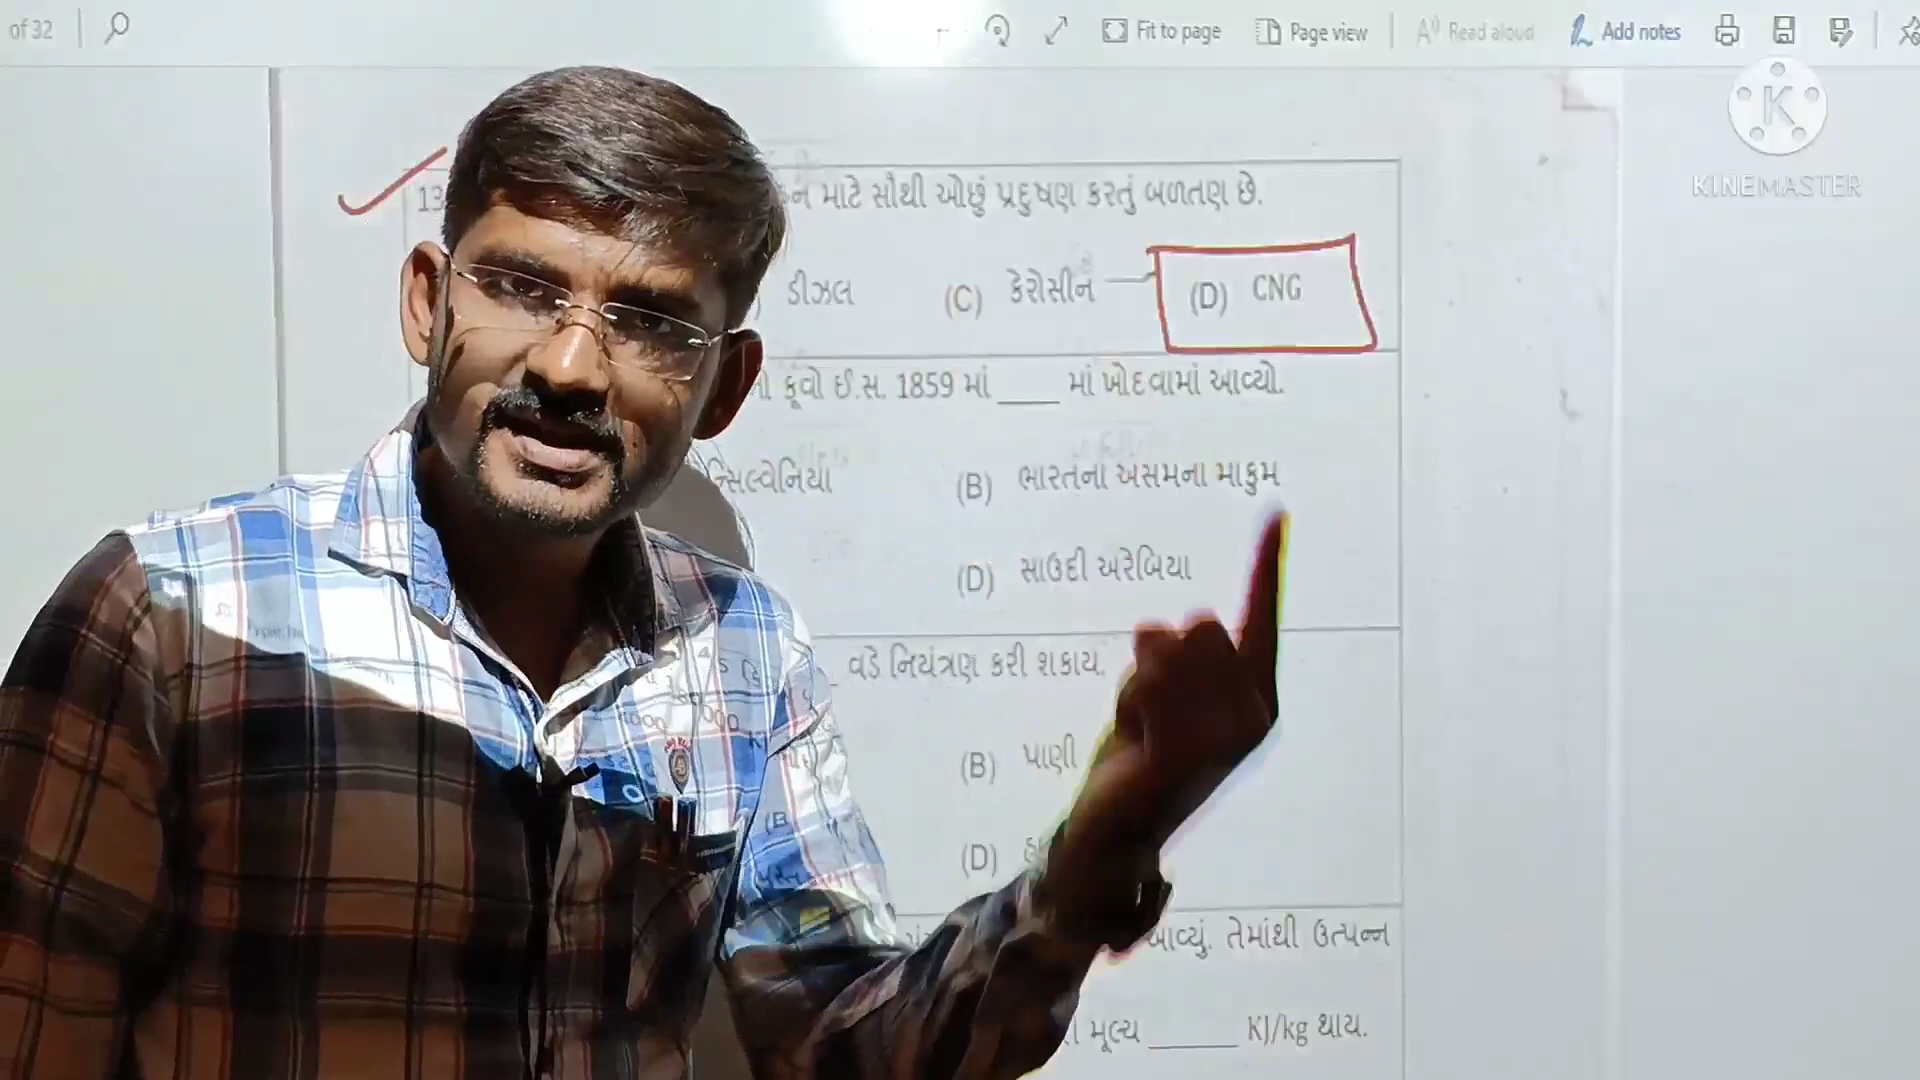 of 32
Fit to page
Page view
Read aloud
Add notes
KINEMASTER
13
માટે સૌથી ઓછું પ્રદુષણ કરતું બળતણ છે.
ડીઝલ (C) કેરોસીન (D) CNG
કૂવો ઈ.સ. 1859 માં ____ માં ખોદવામાં આવ્યો.
(B) ભારતના અસમના માકુમ
(D) સાઉદી અરેબિયા
વડે નિયંત્રણ કરી શકાય.
(B) પાણી
(D)
આવ્યું. તેમાંથી ઉત્પન્ન
મૂલ્ય ______ KJ/kg થાય.